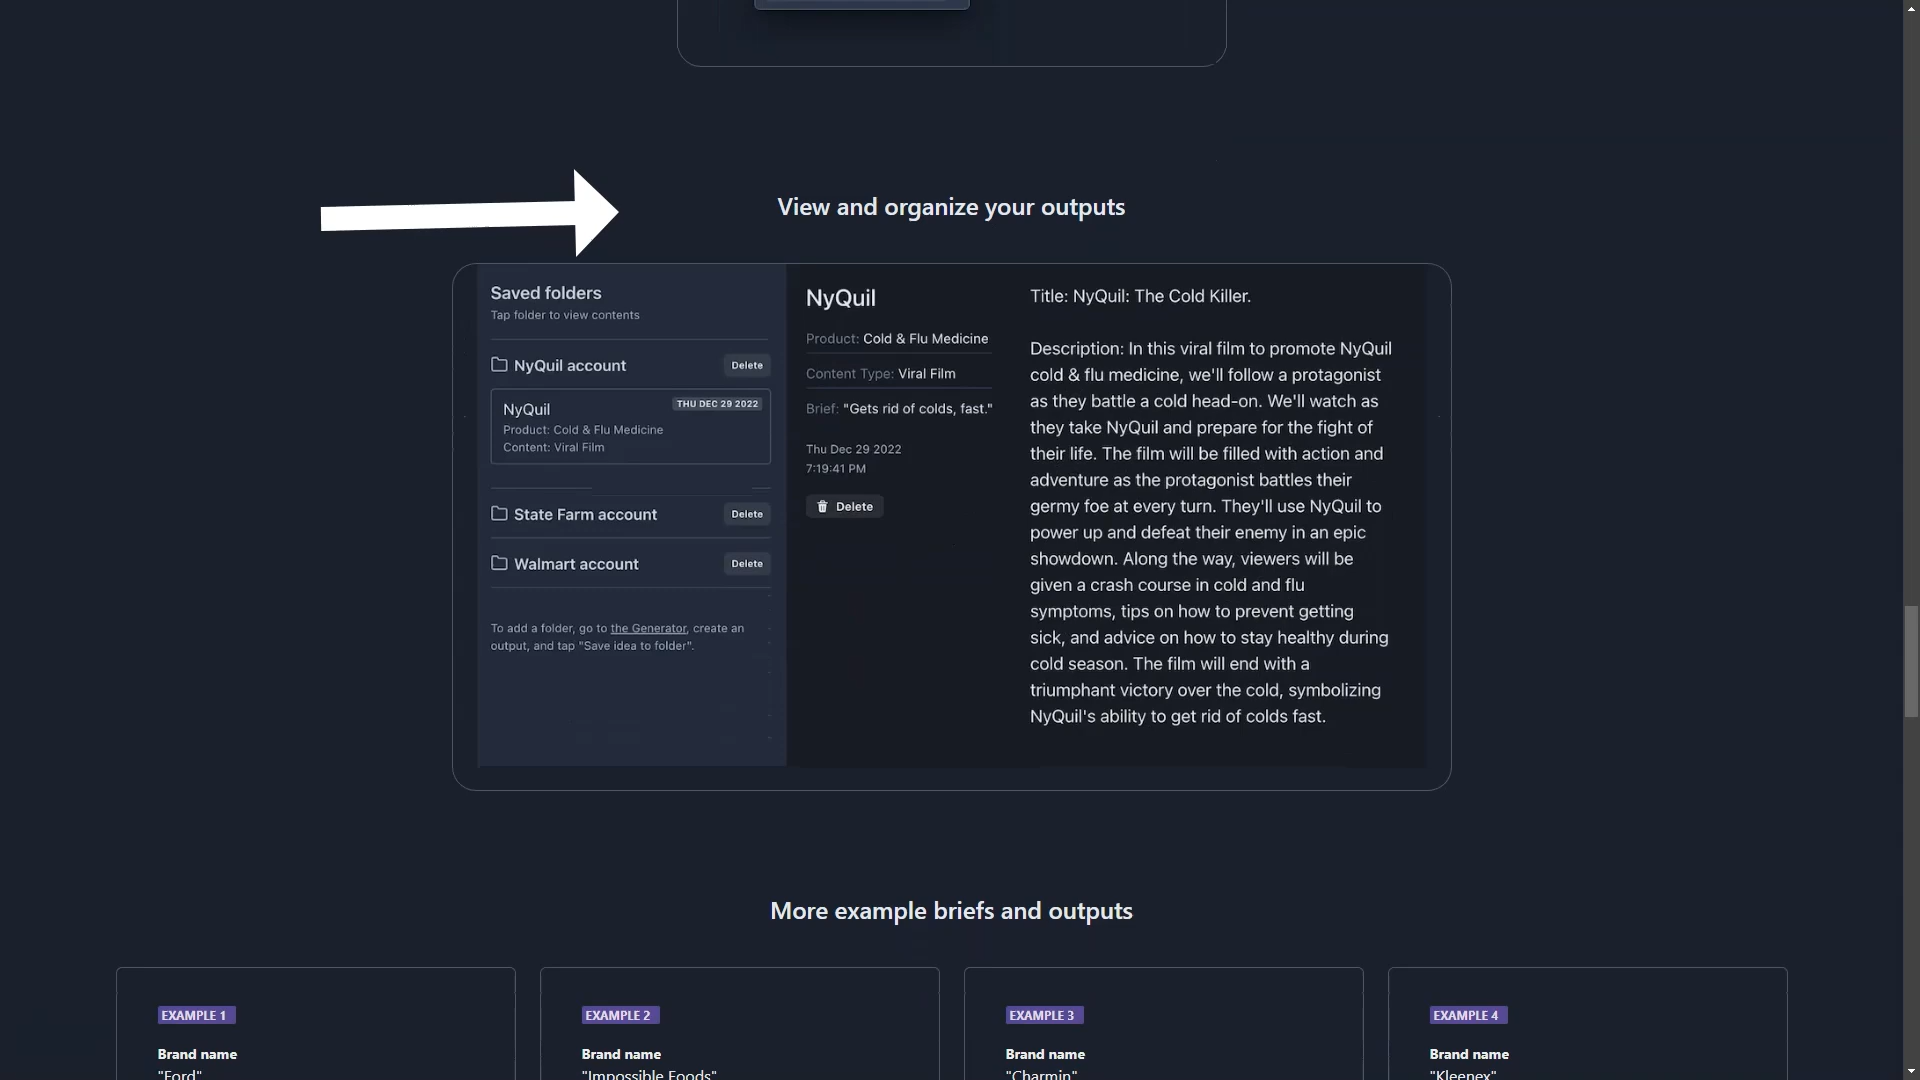 View and organize your outputs
Saved folders
Tap folder to view contents
NyQuil account
Delete
NyQuil
THU DEC 29 2022
Product: Cold & Flu Medicine
Content: Viral Film
State Farm account
Delete
Walmart account
Delete
To add a folder, go to the Generator, create an
output, and tap "Save idea to folder".
NyQuil
Product: Cold & Flu Medicine
Content Type: Viral Film
Brief: "Gets rid of colds, fast."
Thu Dec 29 2022
7:19:41 PM
Delete
Title: NyQuil: The Cold Killer.
Description: In this viral film to promote NyQuil
cold & flu medicine, we'll follow a protagonist
as they battle a cold head-on. We'll watch as
they take NyQuil and prepare for the fight of
their life. The film will be filled with action and
adventure as the protagonist battles their
germy foe at every turn. They'll use NyQuil to
power up and defeat their enemy in an epic
showdown. Along the way, viewers will be
given a crash course in cold and flu
symptoms, tips on how to prevent getting
sick, and advice on how to stay healthy during
cold season. The film will end with a
triumphant victory over the cold, symbolizing
NyQuil's ability to get rid of colds fast.
More example briefs and outputs
EXAMPLE 1
Brand name
"Ford"
EXAMPLE 2
Brand name
"Impossible Foods"
EXAMPLE 3
Brand name
"Charmin"
EXAMPLE 4
Brand name
"Kleenex"